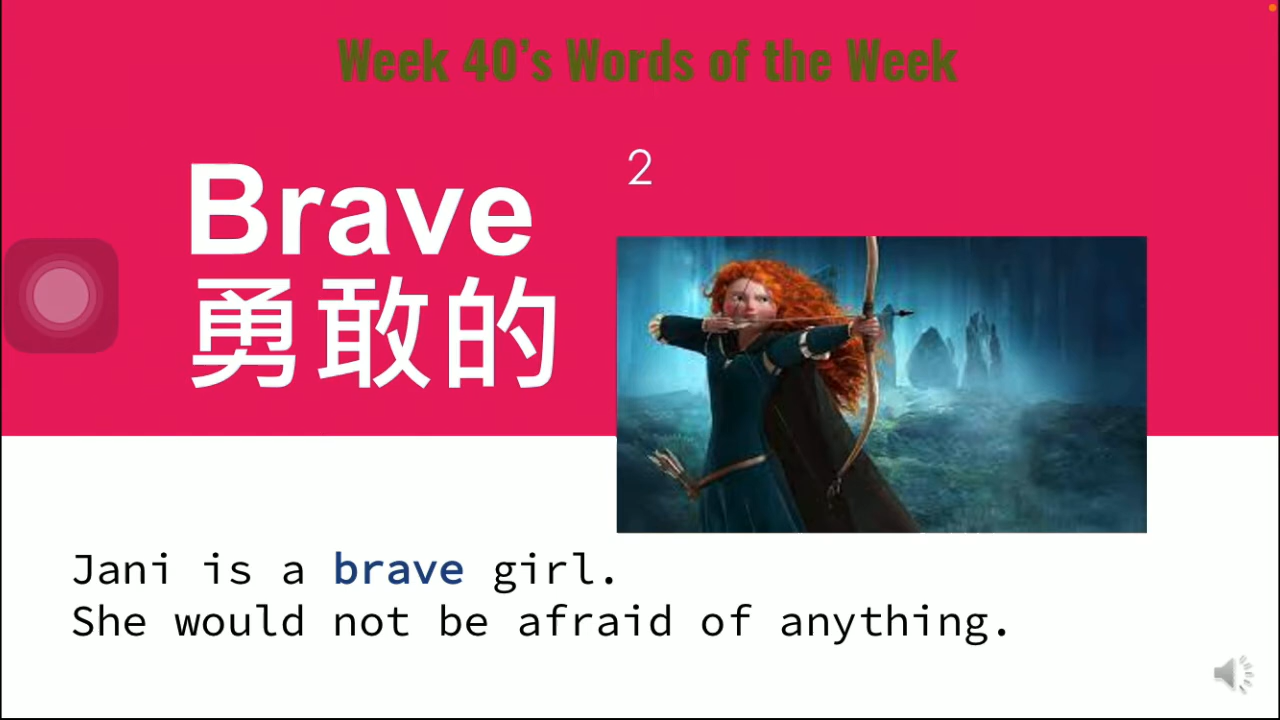 Week 40's Words of the Week
2
Brave
勇敢的
Jani is a brave girl.
She would not be afraid of anything.